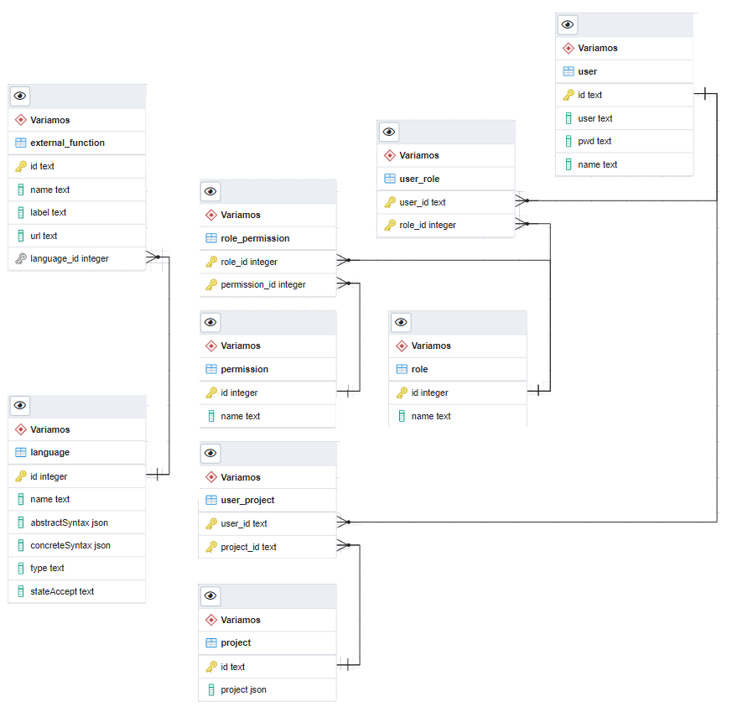 Variamos
user
id text
user text
pwd text
name text
Variamos
external_function
id text
name text
label text
url text
language_id integer
Variamos
user_role
user_id text
role_id integer
Variamos
role_permission
role_id integer
permission_id integer
Variamos
permission
id integer
name text
Variamos
role
id integer
name text
Variamos
language
id integer
name text
abstractSyntax json
concreteSyntax json
type text
stateAccept text
Variamos
user_project
user_id text
project_id text
Variamos
project
id text
project json